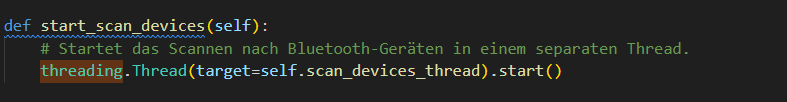 def start_scan_devices(self):
    # Startet das Scannen nach Bluetooth-Geräten in einem separaten Thread.
    threading.Thread(target=self.scan_devices_thread).start()